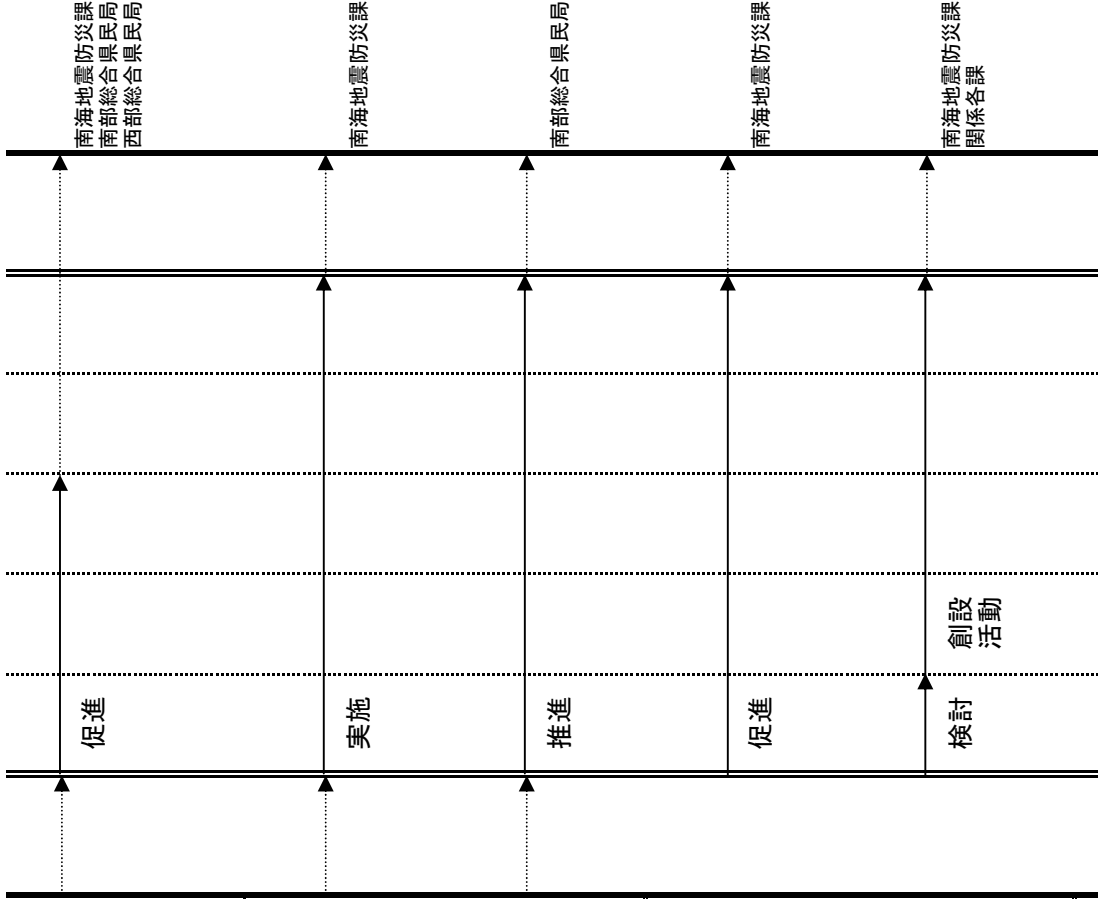 促進
南海地震防災課
南部総合県民局
西部総合県民局
実施
南海地震防災課
推進
南部総合県民局
促進
南海地震防災課
検討
創設
活動
南海地震防災課
関係各課